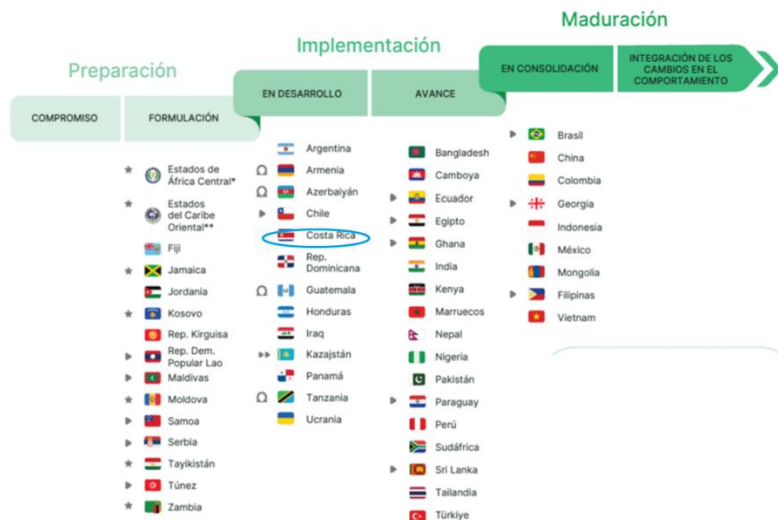 Preparación
Implementación
Maduración
COMPROMISO
FORMULACIÓN
EN DESARROLLO
AVANCE
EN CONSOLIDACIÓN
INTEGRACIÓN DE LOS
CAMBIOS EN EL
COMPORTAMIENTO
Estados de
África Central*
Estados
del Caribe
Oriental**
Fiji
Jamaica
Jordania
Kosovo
Rep. Kirguisa
Rep. Dem.
Popular Lao
Maldivas
Moldova
Samoa
Serbia
Tayikistán
Túnez
Zambia
Argentina
Armenia
Azerbaiyán
Chile
Costa Rica
Rep.
Dominicana
Guatemala
Honduras
Iraq
Kazajstán
Panamá
Tanzania
Ucrania
Bangladesh
Camboya
Ecuador
Egipto
Ghana
India
Kenya
Marruecos
Nepal
Nigeria
Pakistán
Paraguay
Perú
Sudáfrica
Sri Lanka
Tailandia
Türkiye
Brasil
China
Colombia
Georgia
Indonesia
México
Mongolia
Filipinas
Vietnam